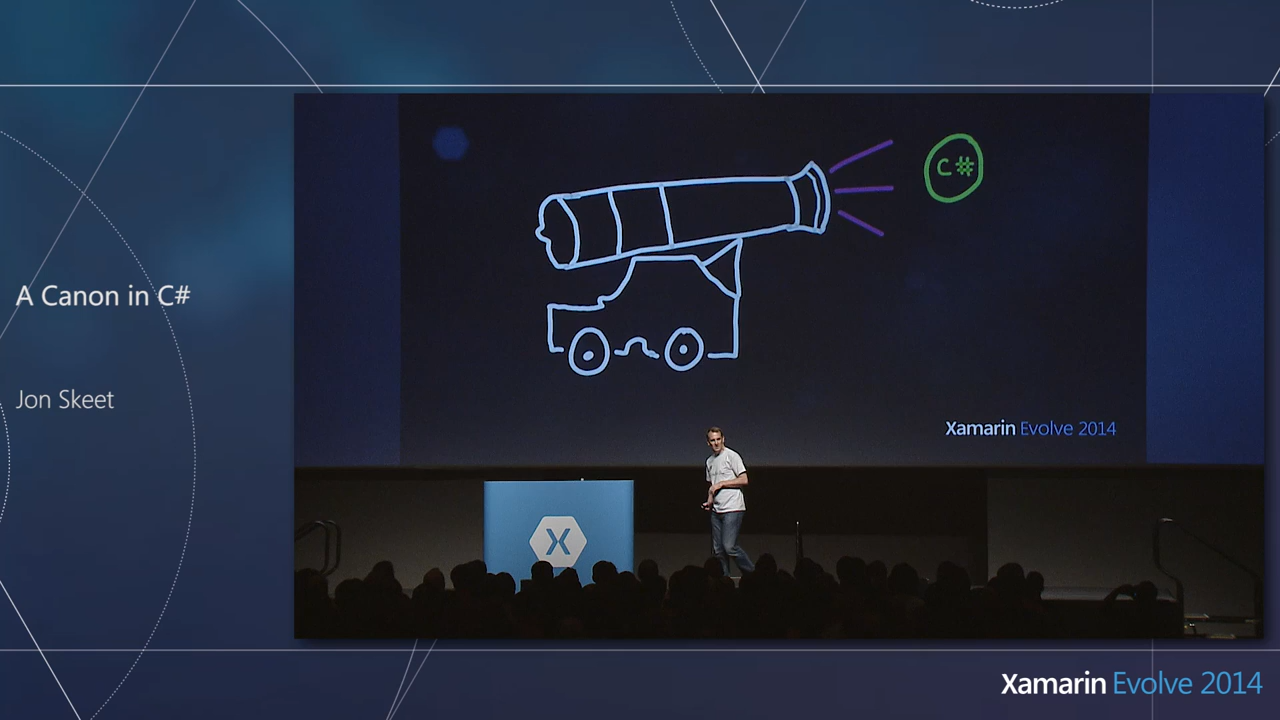 A Canon in C#
Jon Skeet
C#
Xamarin Evolve 2014
X
Xamarin Evolve 2014